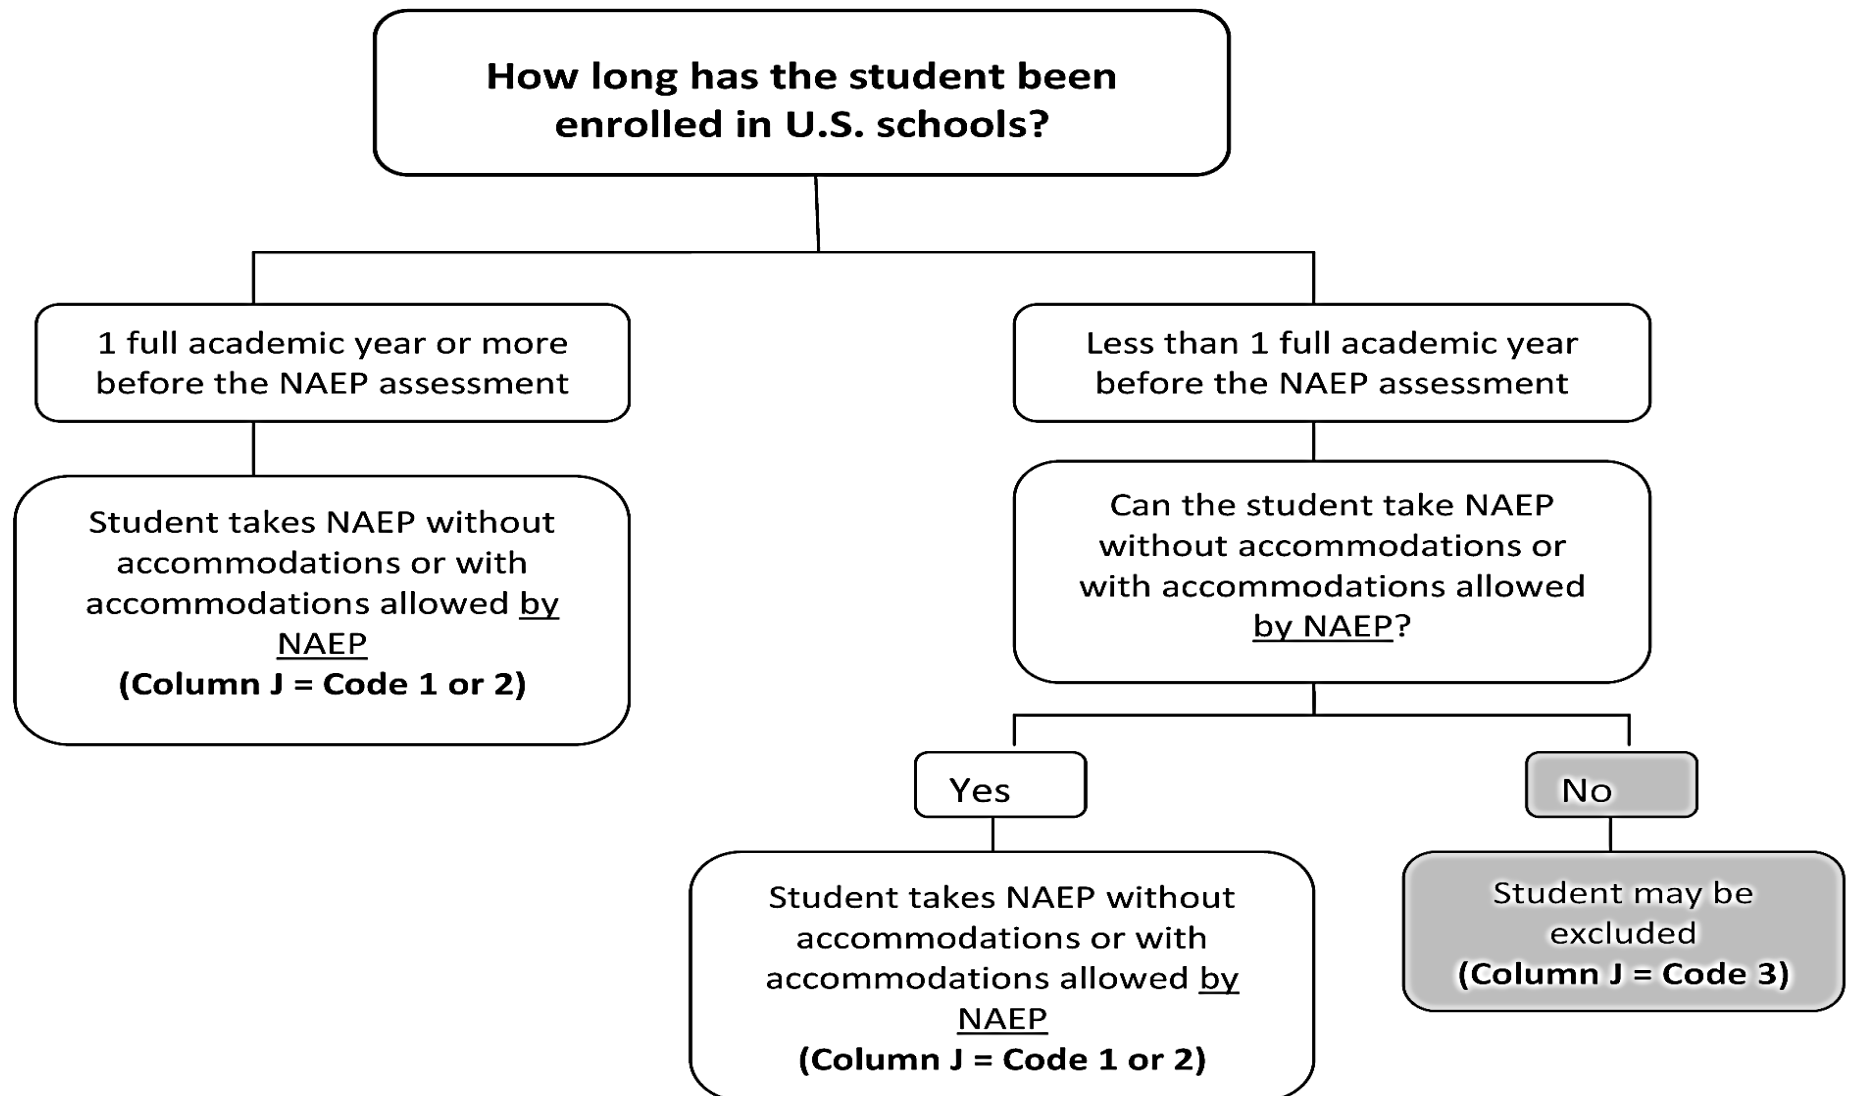 How long has the student been
enrolled in U.S. schools?
1 full academic year or more
before the NAEP assessment
Student takes NAEP without
accommodations or with
accommodations allowed by
NAEP
(Column J = Code 1 or 2)
Less than 1 full academic year
before the NAEP assessment
Can the student take NAEP
without accommodations or
with accommodations allowed
by NAEP?
Yes
Student takes NAEP without
accommodations or with
accommodations allowed by
NAEP
(Column J = Code 1 or 2)
No
Student may be
excluded
(Column J = Code 3)